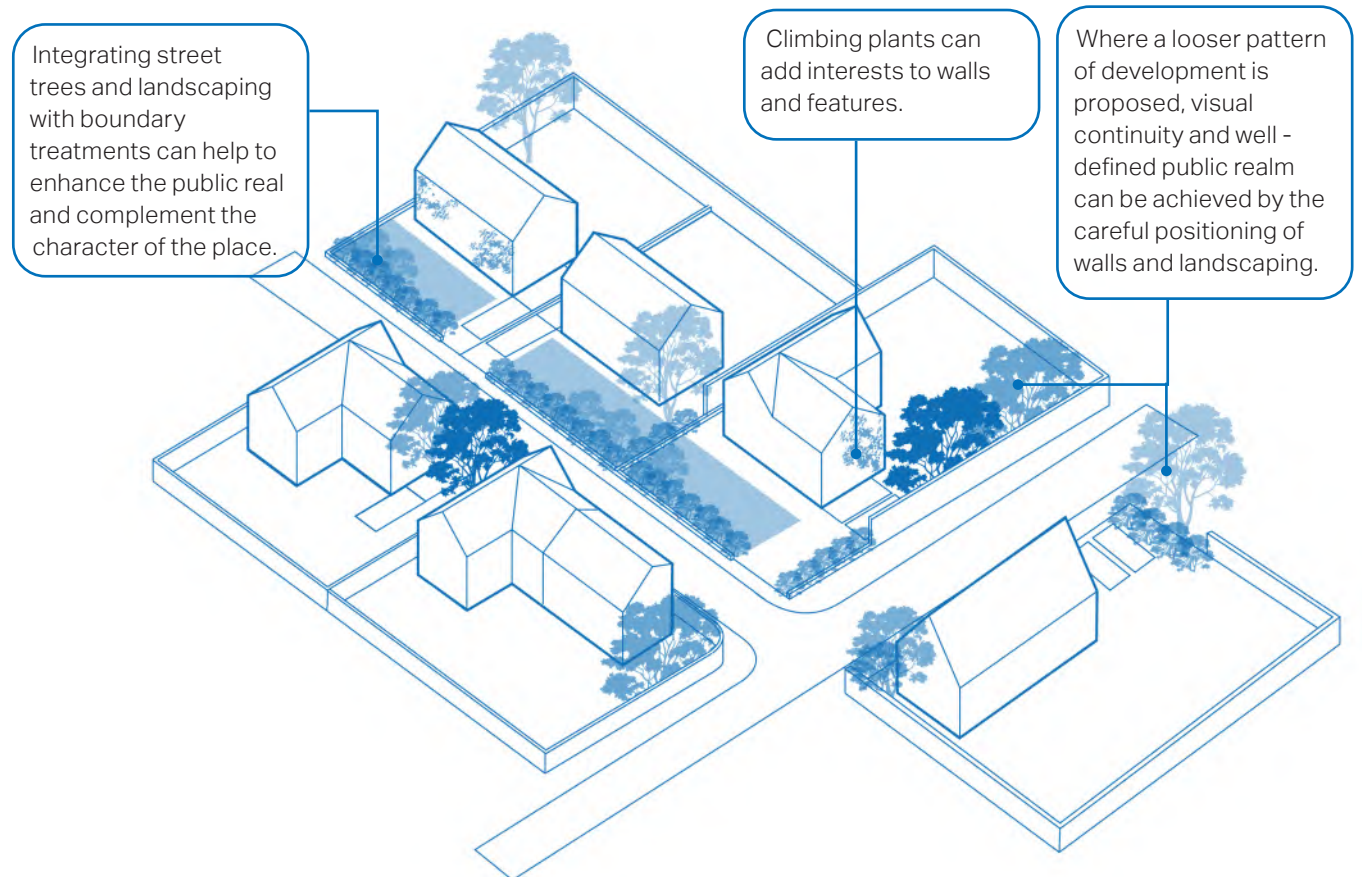 Integrating street
trees and landscaping
with boundary
treatments can help to
enhance the public real
and complement the
character of the place.
Climbing plants can
add interests to walls
and features.
Where a looser pattern
of development is
proposed, visual
continuity and well -
defined public realm
can be achieved by the
careful positioning of
walls and landscaping.